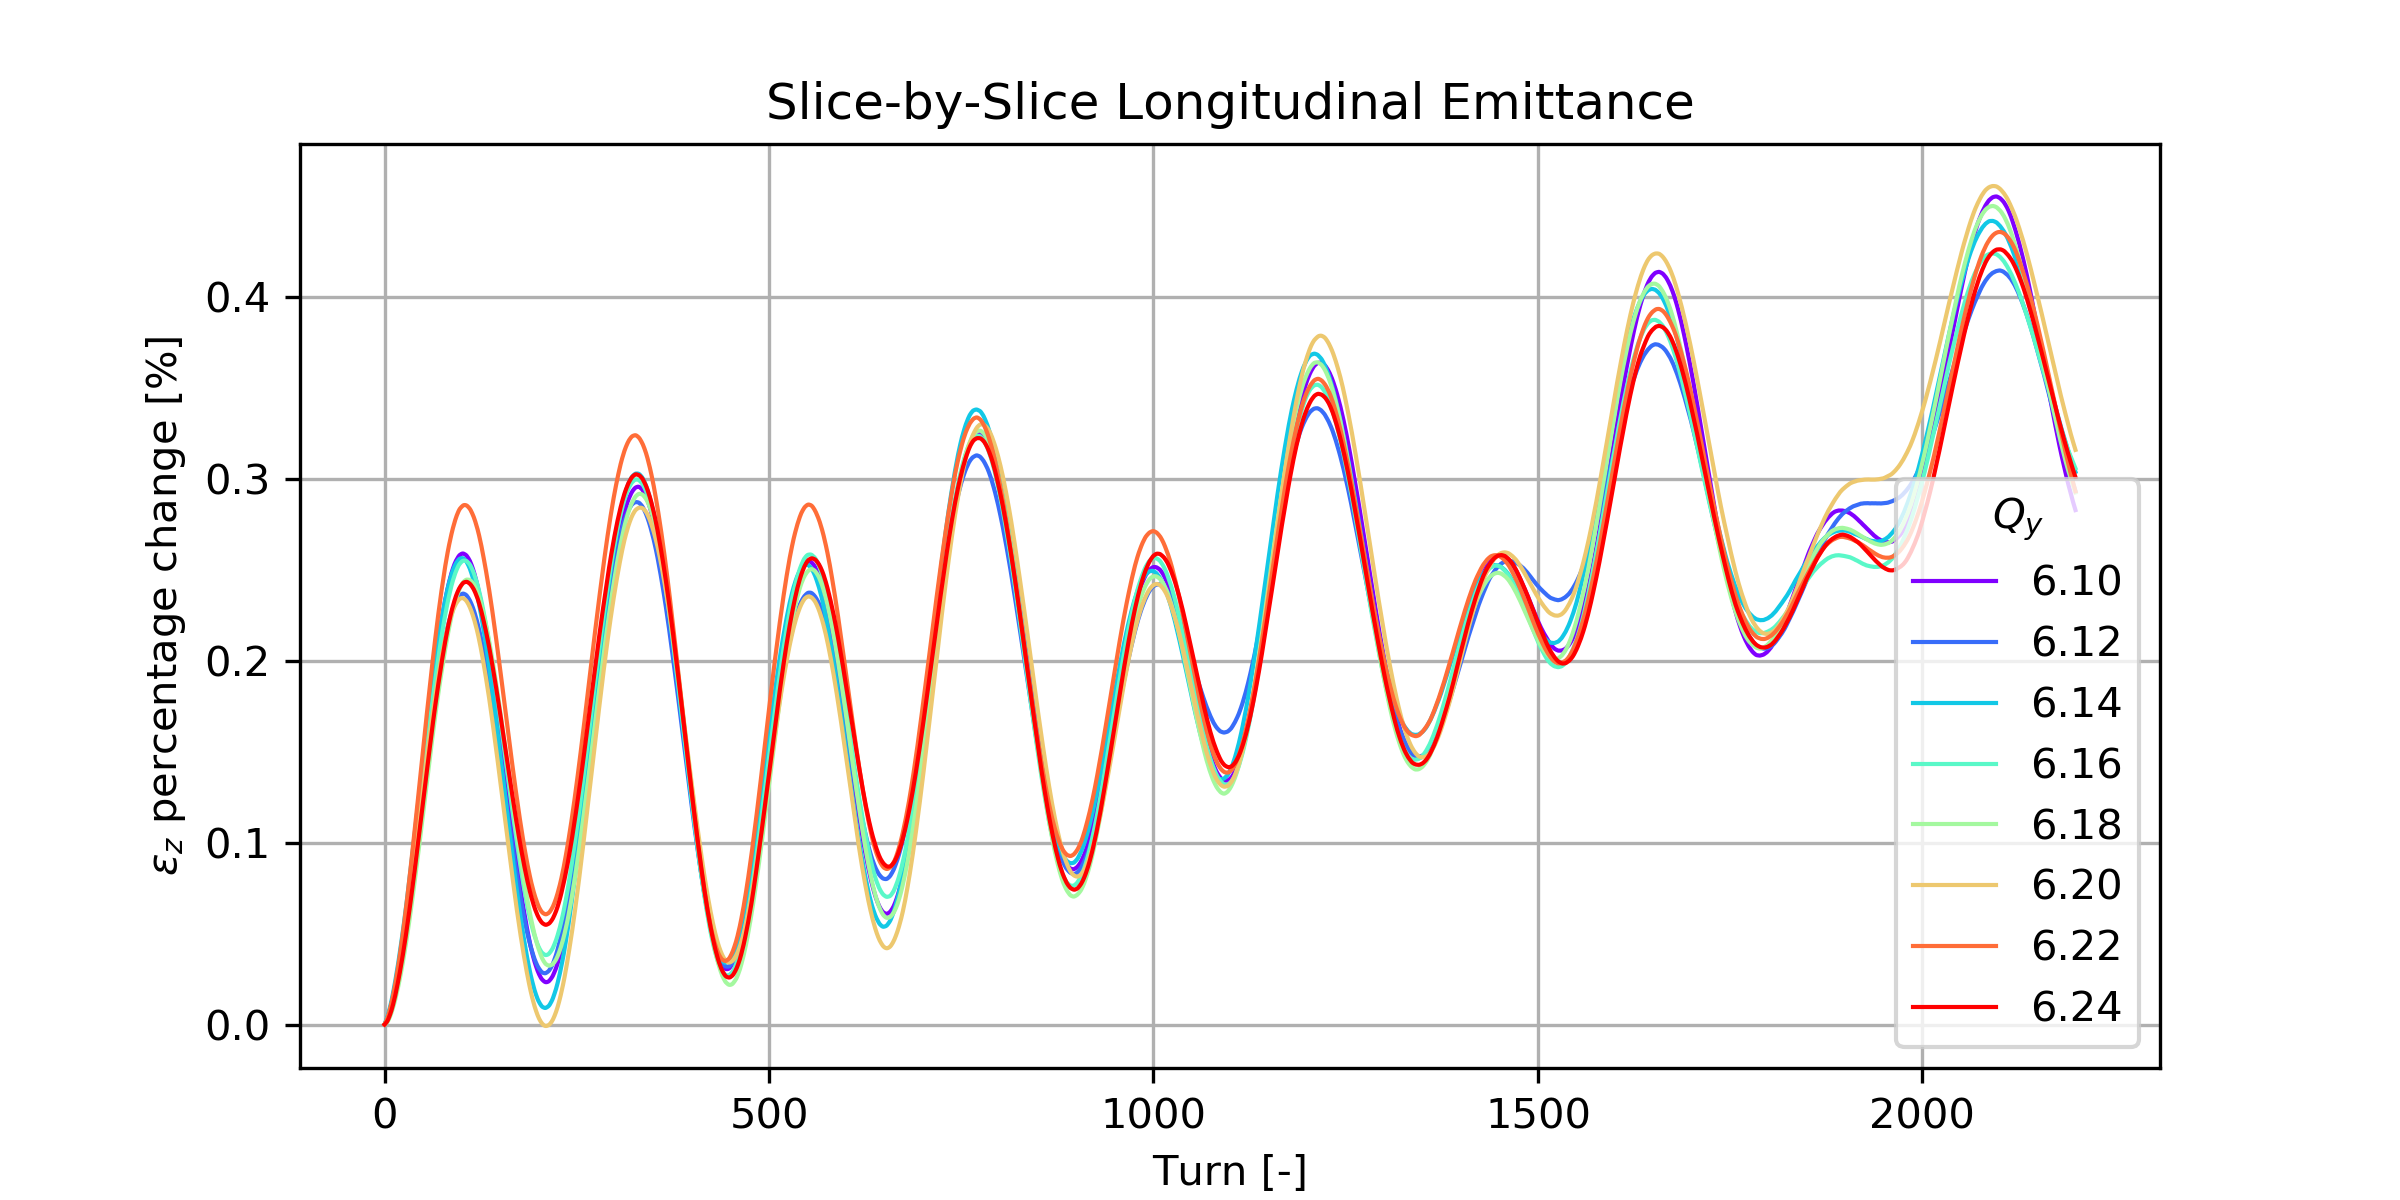 Slice-by-Slice Longitudinal Emittance
εz percentage change [%]
0.4
0.3
0.2
0.1
0.0
0 500 1000 1500 2000
Turn [-]
Qy
6.10
6.12
6.14
6.16
6.18
6.20
6.22
6.24